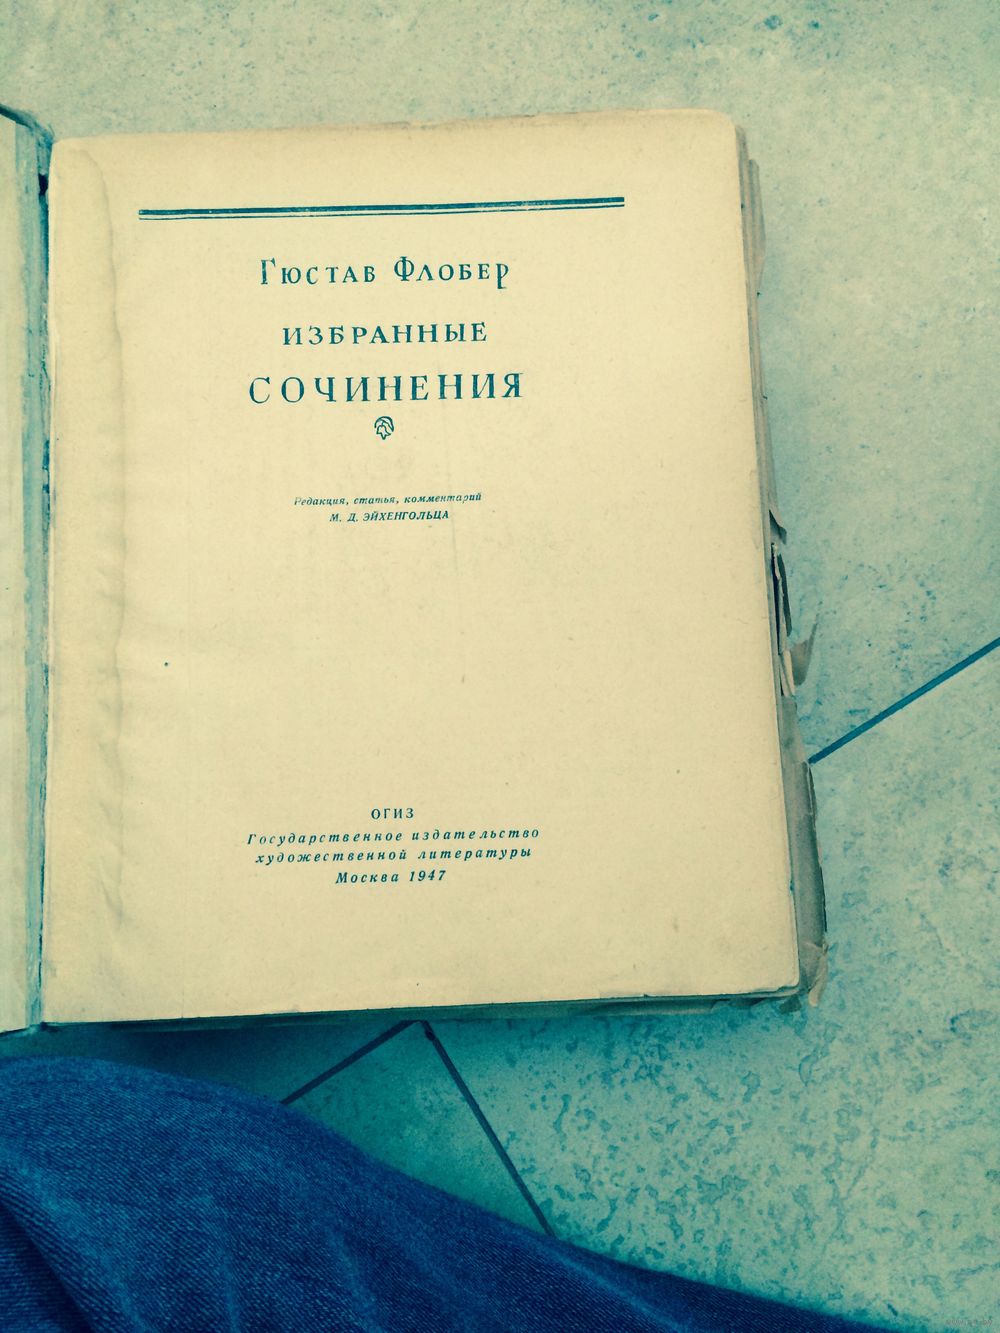 Гюстав Флобер
ИЗБРАННЫЕ
СОЧИНЕНИЯ
Редакция, статья, комментарий
М. Д. ЭЙХЕНГОЛЬЦА
ОГИЗ
Государственное издательство
художественной литературы
Москва 1947